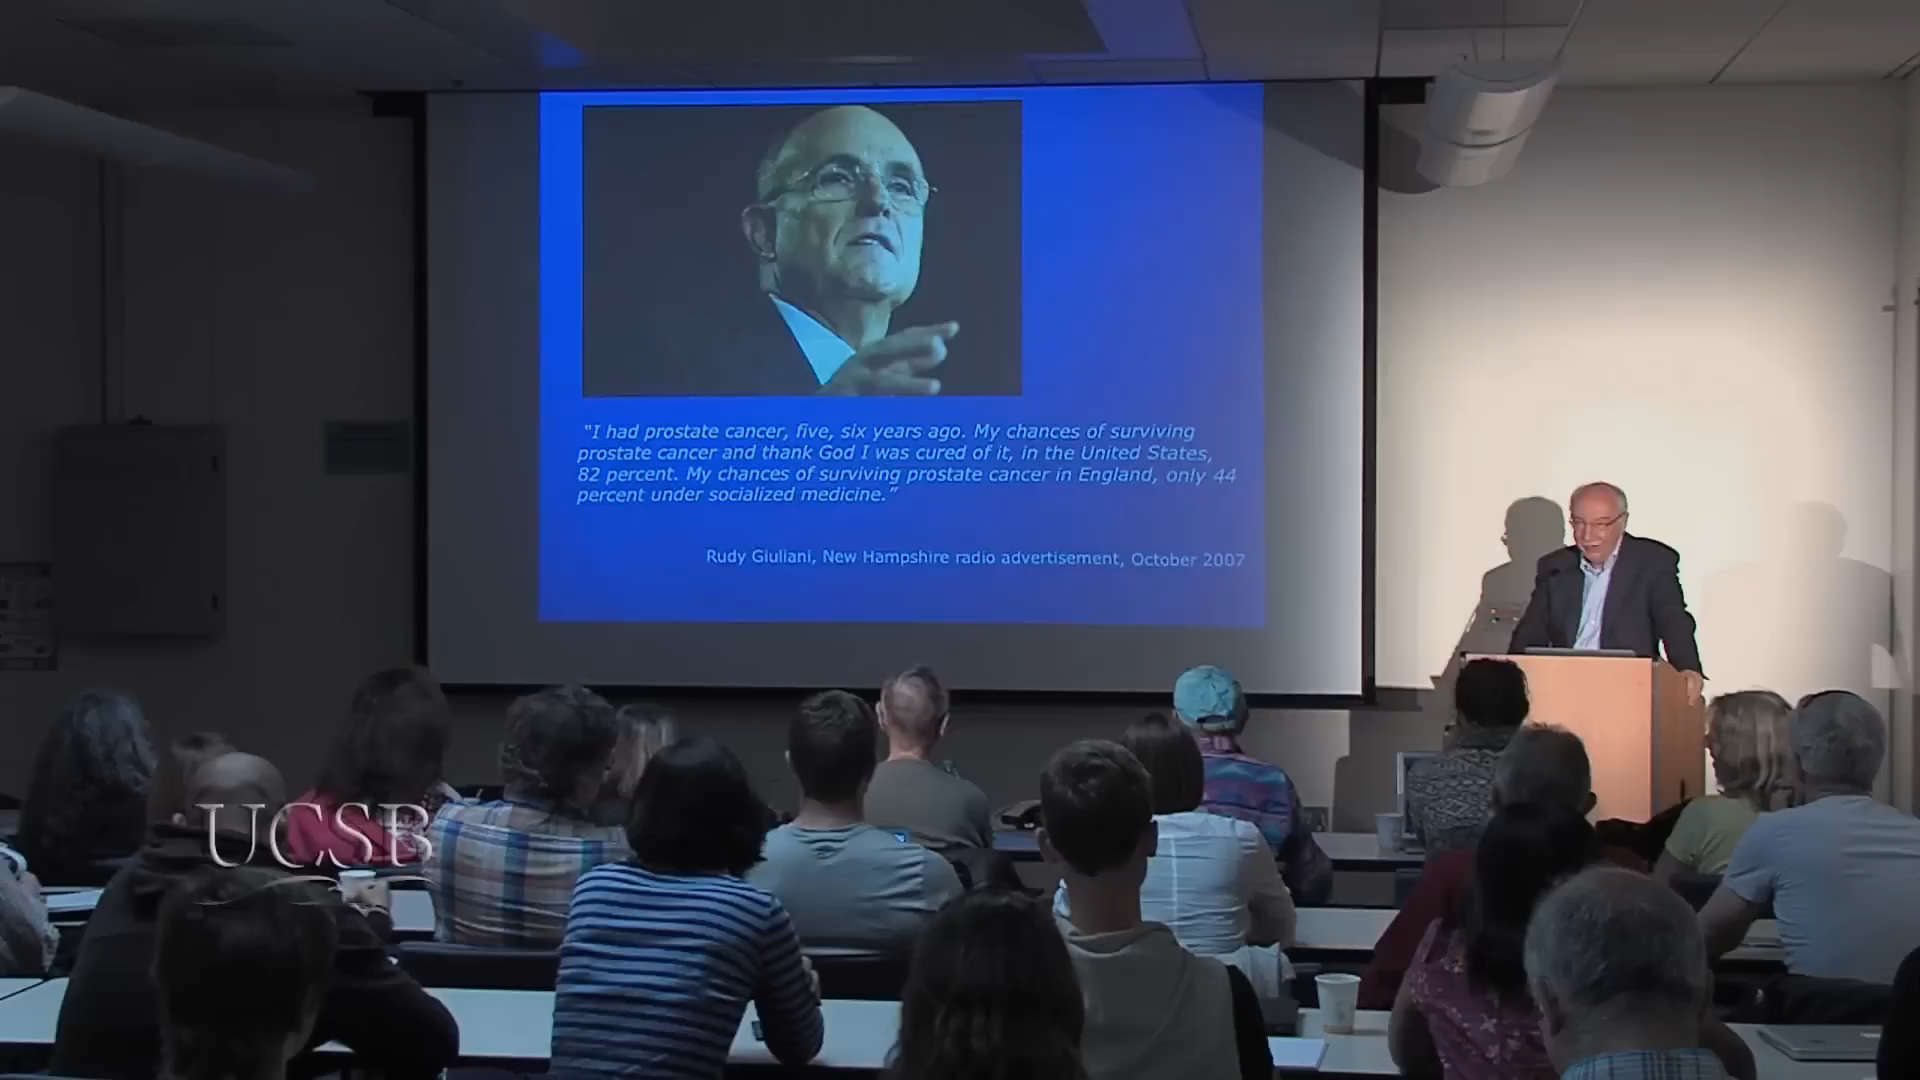 "I had prostate cancer, five, six years ago. My chances of surviving
prostate cancer and thank God I was cured of it, in the United States,
82 percent. My chances of surviving prostate cancer in England, only 44
percent under socialized medicine."
Rudy Giuliani, New Hampshire radio advertisement, October 2007
UCSB